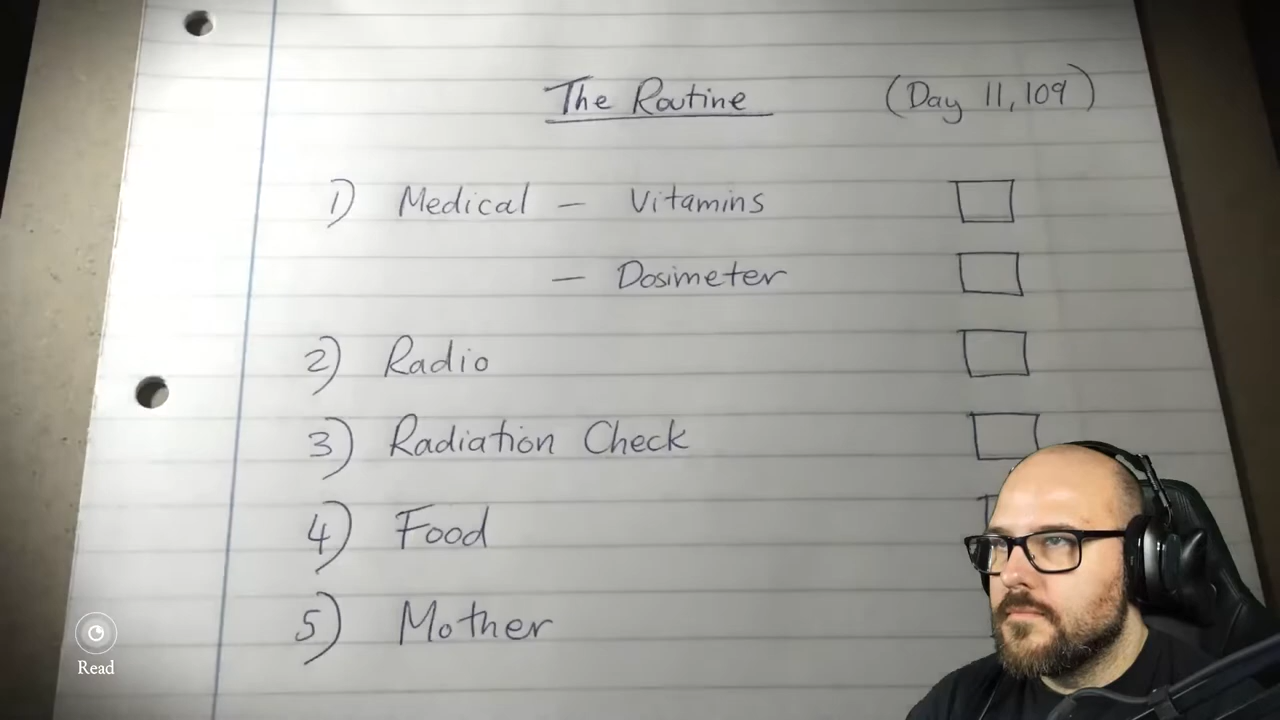 The Routine (Day 11,109)
1) Medical – Vitamins
– Dosimeter
2) Radio
3) Radiation Check
4) Food
5) Mother
Read